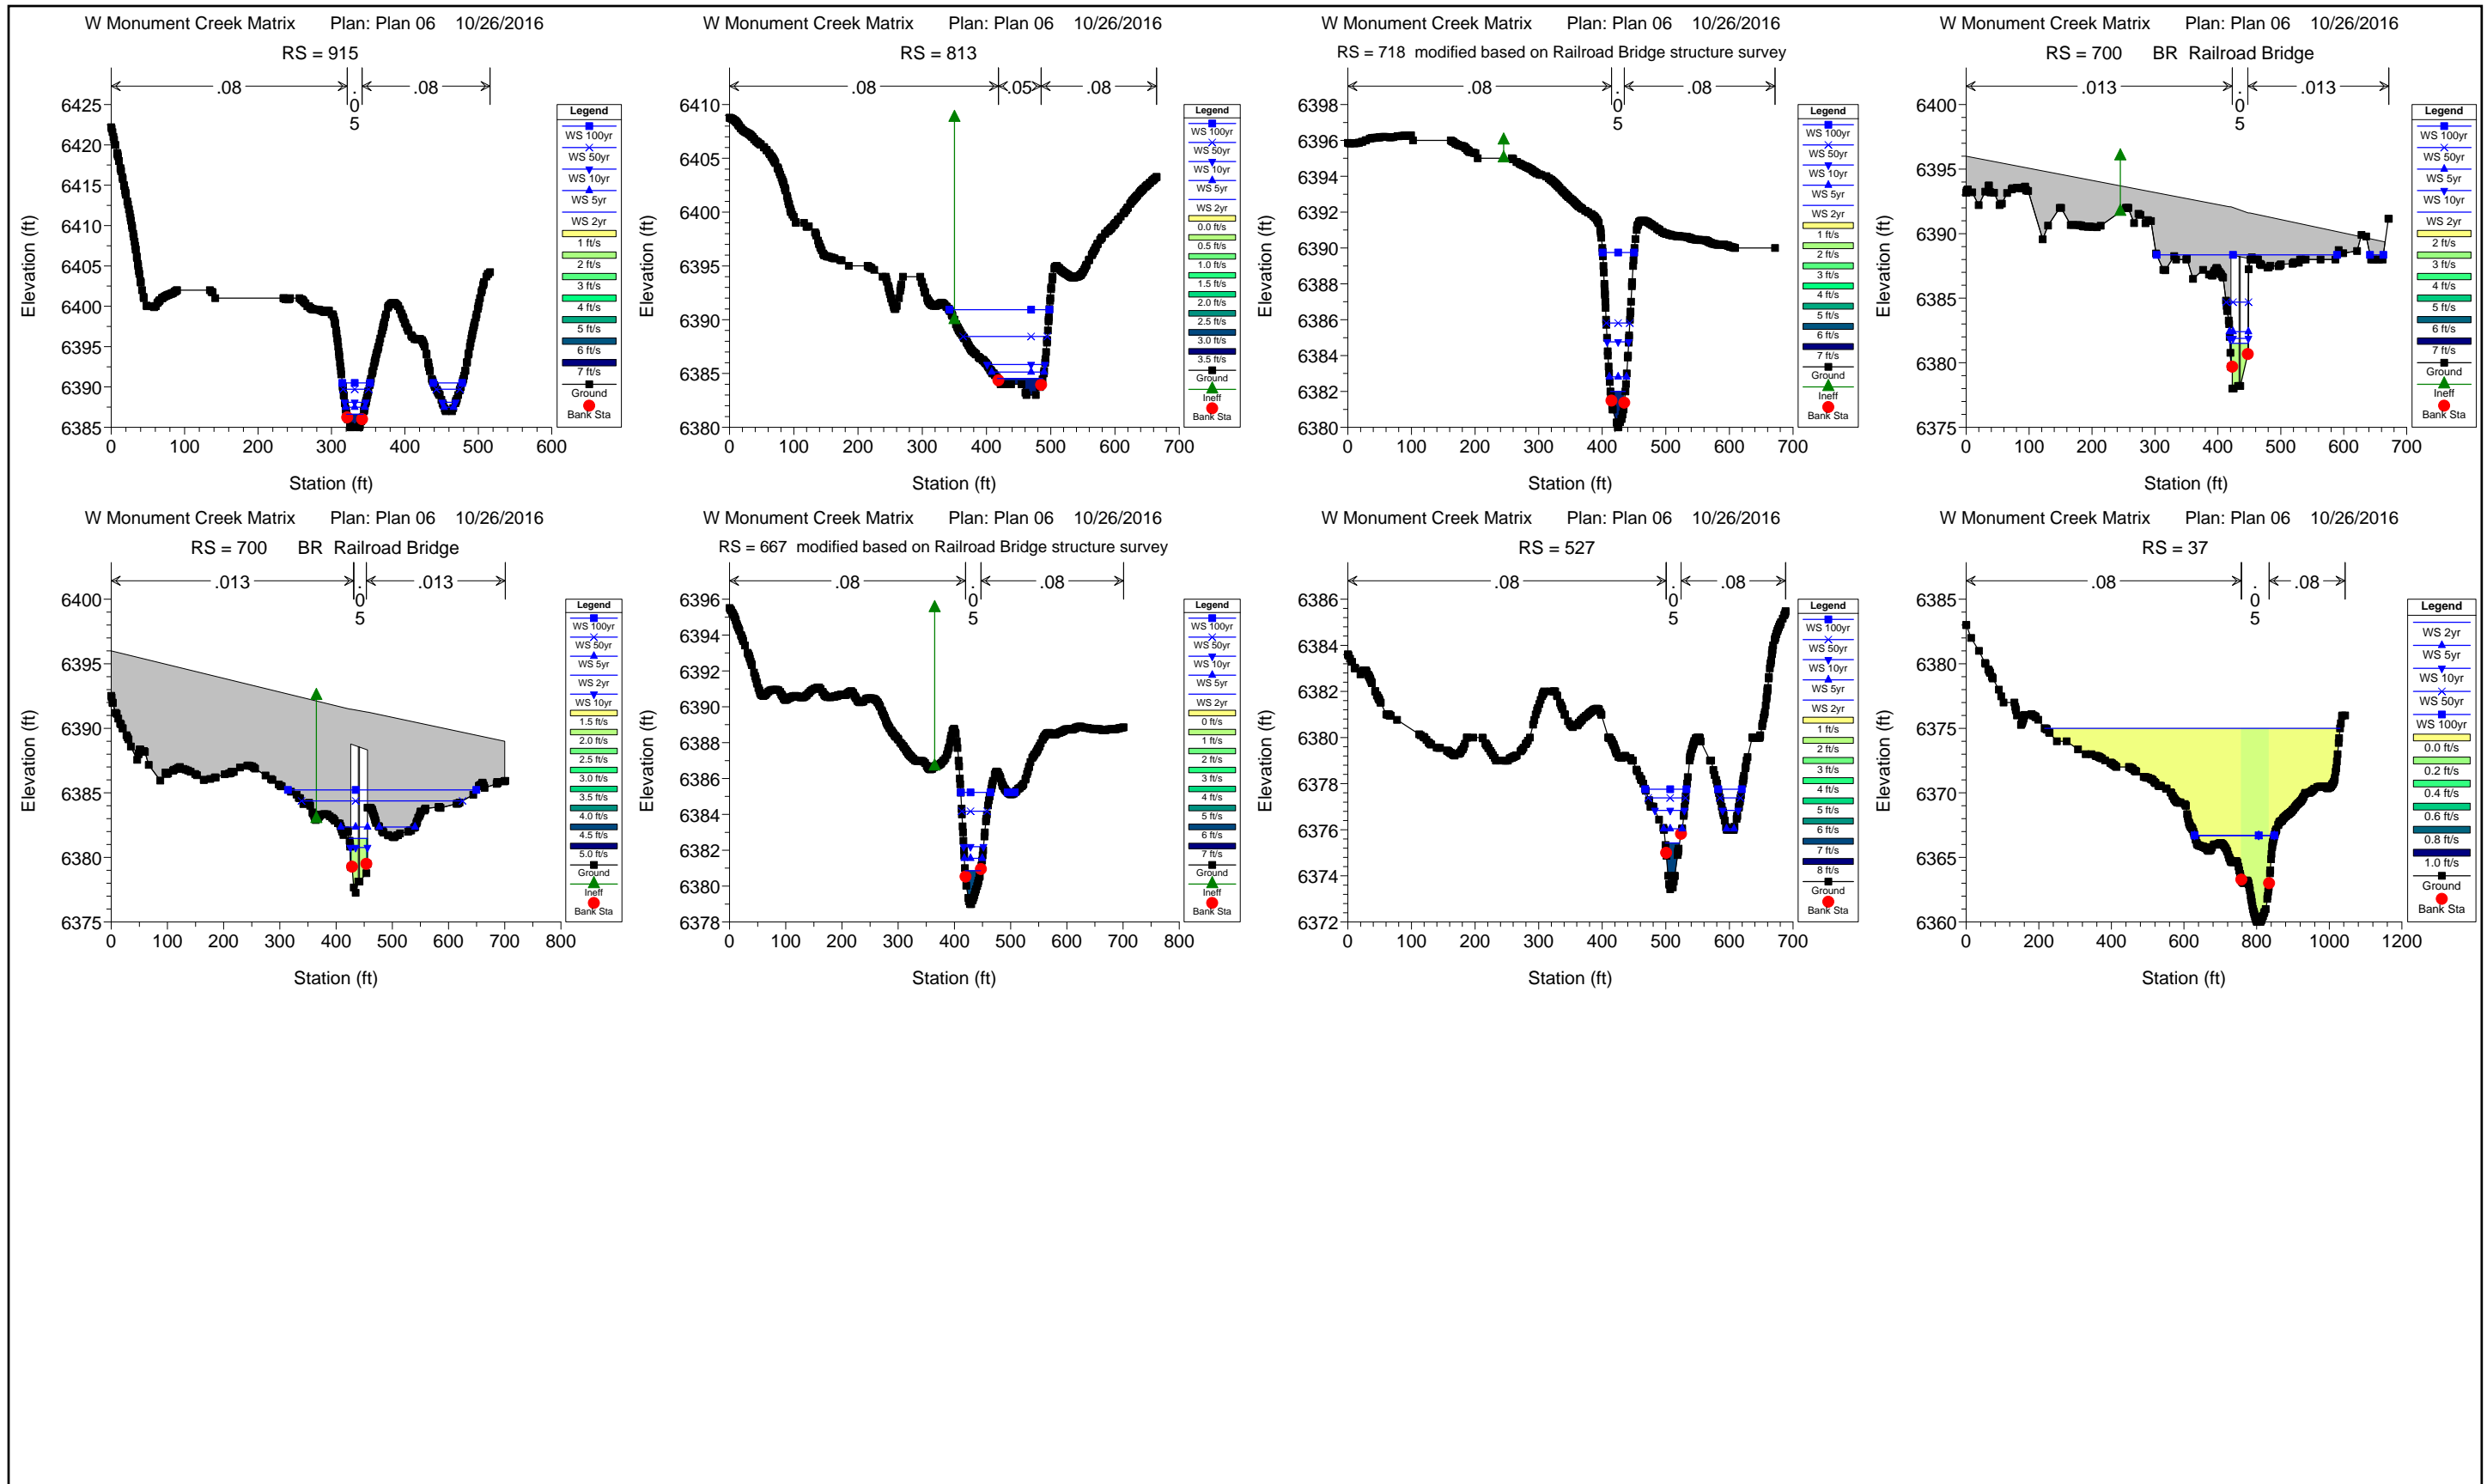 W Monument Creek Matrix Plan: Plan 06 10/26/2016
RS = 915
.08 .05 .08
6425
6420
6415
6410
6405
6400
6395
6390
6385
Elevation (ft)
0 100 200 300 400 500 600
Station (ft)
Legend
WS 100yr
WS 50yr
WS 10yr
WS 5yr
WS 2yr
1 ft/s
2 ft/s
3 ft/s
4 ft/s
5 ft/s
6 ft/s
7 ft/s
Ground
Bank Sta
W Monument Creek Matrix Plan: Plan 06 10/26/2016
RS = 813
.08 .05 .08
6410
6405
6400
6395
6390
6385
6380
Elevation (ft)
0 100 200 300 400 500 600 700
Station (ft)
Legend
WS 100yr
WS 50yr
WS 10yr
WS 5yr
WS 2yr
0.0 ft/s
0.5 ft/s
1.0 ft/s
1.5 ft/s
2.0 ft/s
2.5 ft/s
3.0 ft/s
3.5 ft/s
Ground
Ineff
Bank Sta
W Monument Creek Matrix Plan: Plan 06 10/26/2016
RS = 718 modified based on Railroad Bridge structure survey
.08 .05 .08
6398
6396
6394
6392
6390
6388
6386
6384
6382
6380
Elevation (ft)
0 100 200 300 400 500 600 700
Station (ft)
Legend
WS 100yr
WS 50yr
WS 10yr
WS 5yr
WS 2yr
1 ft/s
2 ft/s
3 ft/s
4 ft/s
5 ft/s
6 ft/s
7 ft/s
Ground
Ineff
Bank Sta
W Monument Creek Matrix Plan: Plan 06 10/26/2016
RS = 700 BR Railroad Bridge
.013 .05 .013
6400
6395
6390
6385
6380
6375
Elevation (ft)
0 100 200 300 400 500 600 700
Station (ft)
Legend
WS 100yr
WS 50yr
WS 5yr
WS 10yr
WS 2yr
2 ft/s
3 ft/s
4 ft/s
5 ft/s
6 ft/s
7 ft/s
Ground
Ineff
Bank Sta
W Monument Creek Matrix Plan: Plan 06 10/26/2016
RS = 700 BR Railroad Bridge
.013 .05 .013
6400
6395
6390
6385
6380
6375
Elevation (ft)
0 100 200 300 400 500 600 700 800
Station (ft)
Legend
WS 100yr
WS 50yr
WS 5yr
WS 2yr
WS 10yr
1.5 ft/s
2.0 ft/s
2.5 ft/s
3.0 ft/s
3.5 ft/s
4.0 ft/s
4.5 ft/s
5.0 ft/s
Ground
Ineff
Bank Sta
W Monument Creek Matrix Plan: Plan 06 10/26/2016
RS = 667 modified based on Railroad Bridge structure survey
.08 .05 .08
6396
6394
6392
6390
6388
6386
6384
6382
6380
6378
Elevation (ft)
0 100 200 300 400 500 600 700 800
Station (ft)
Legend
WS 100yr
WS 50yr
WS 10yr
WS 5yr
WS 2yr
0 ft/s
1 ft/s
2 ft/s
3 ft/s
4 ft/s
5 ft/s
6 ft/s
7 ft/s
Ground
Ineff
Bank Sta
W Monument Creek Matrix Plan: Plan 06 10/26/2016
RS = 527
.08 .05 .08
6386
6384
6382
6380
6378
6376
6374
6372
Elevation (ft)
0 100 200 300 400 500 600 700
Station (ft)
Legend
WS 100yr
WS 50yr
WS 10yr
WS 5yr
WS 2yr
1 ft/s
2 ft/s
3 ft/s
4 ft/s
5 ft/s
6 ft/s
7 ft/s
8 ft/s
Ground
Bank Sta
W Monument Creek Matrix Plan: Plan 06 10/26/2016
RS = 37
.08 .05 .08
6385
6380
6375
6370
6365
6360
Elevation (ft)
0 200 400 600 800 1000 1200
Station (ft)
Legend
WS 2yr
WS 5yr
WS 10yr
WS 50yr
WS 100yr
0.0 ft/s
0.2 ft/s
0.4 ft/s
0.6 ft/s
0.8 ft/s
1.0 ft/s
Ground
Bank Sta